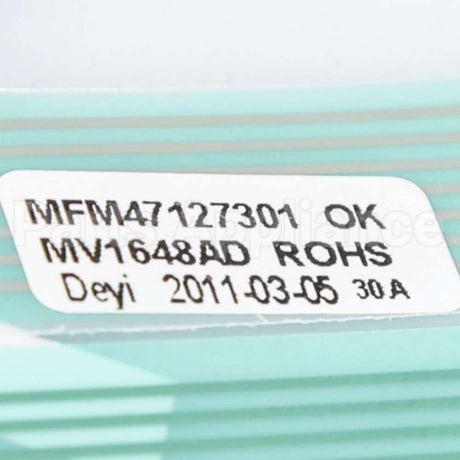 MFM47127301 OK
MV1648AD ROHS
Deyi 2011-03-05 30A